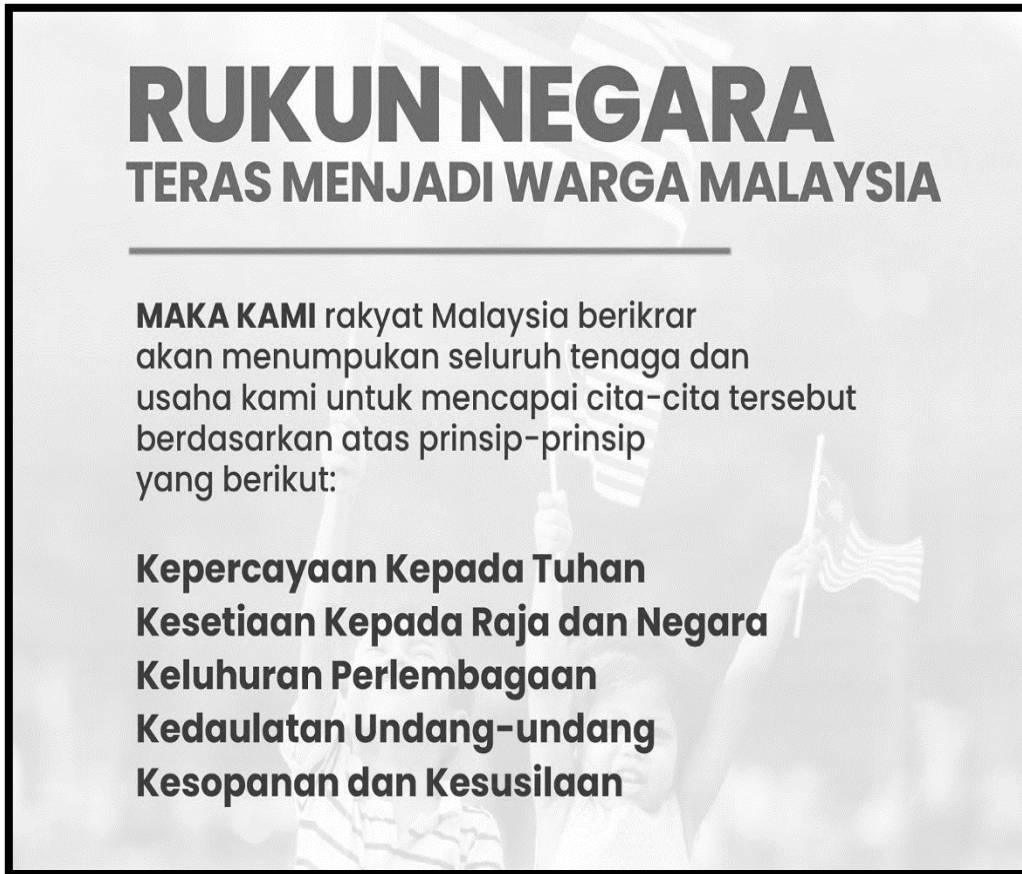 RUKUN NEGARA
TERAS MENJADI WARGA MALAYSIA
MAKA KAMI rakyat Malaysia berikrar
akan menumpukan seluruh tenaga dan
usaha kami untuk mencapai cita-cita tersebut
berdasarkan atas prinsip-prinsip
yang berikut:
Kepercayaan Kepada Tuhan
Kesetiaan Kepada Raja dan Negara
Keluhuran Perlembagaan
Kedaulatan Undang-undang
Kesopanan dan Kesusilaan